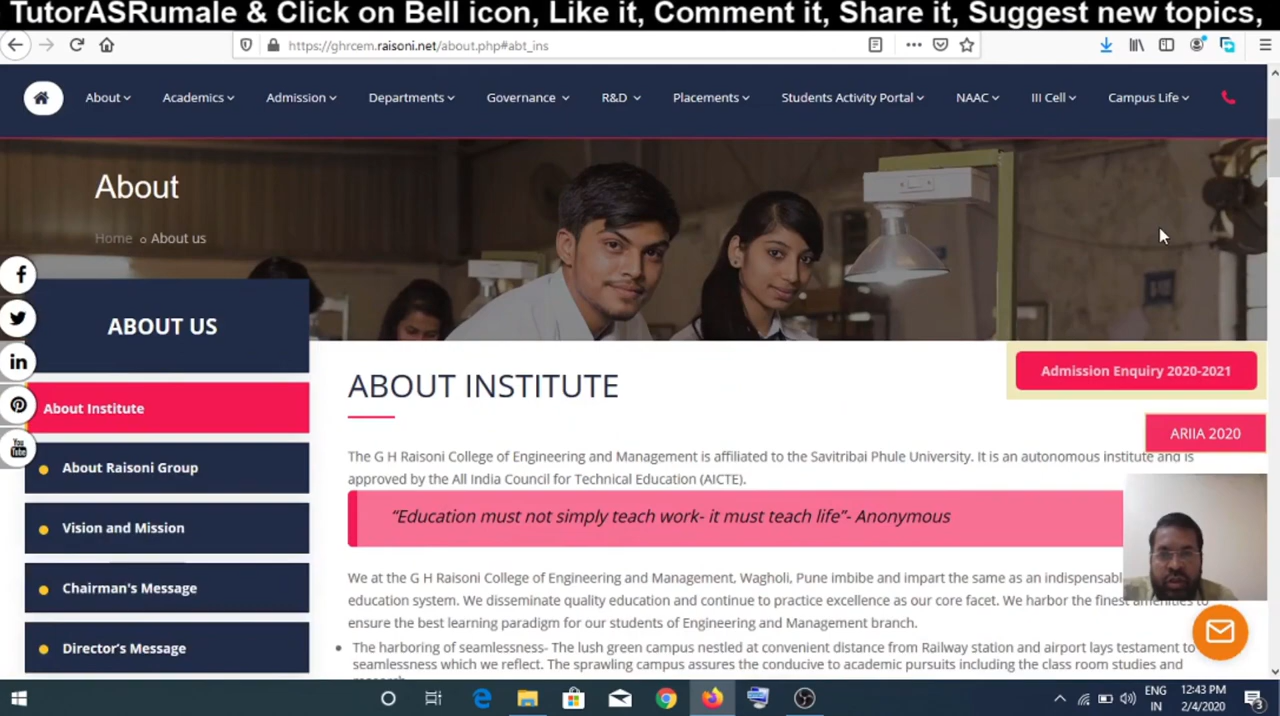 TutorASRumale & Click on Bell icon, Like it, Comment it, Share it, Suggest new topics,
https://ghrcem.raisoni.net/about.php#abt_ins
About Academics Admission Departments Governance R&D Placements Students Activity Portal NAAC III Cell Campus Life
About
Home About us
ABOUT US
About Institute
About Raisoni Group
Vision and Mission
Chairman's Message
Director's Message
ABOUT INSTITUTE
Admission Enquiry 2020-2021
ARIIA 2020
The G H Raisoni College of Engineering and Management is affiliated to the Savitribai Phule University. It is an autonomous institute and is
approved by the All India Council for Technical Education (AICTE).
“Education must not simply teach work- it must teach life”- Anonymous
We at the G H Raisoni College of Engineering and Management, Wagholi, Pune imbibe and impart the same as an
education system. We disseminate quality education and continue to practice excellence as our core facet. We harbor the finest amenities to
ensure the best learning paradigm for our students of Engineering and Management branch.
The harboring of seamlessness- The lush green campus nestled at convenient distance from Railway station and airport lays testament to
seamlessness which we reflect. The sprawling campus assures the conducive to academic pursuits including the class room studies and
You Tube
ENG
IN
12:43 PM
2/4/2020
3